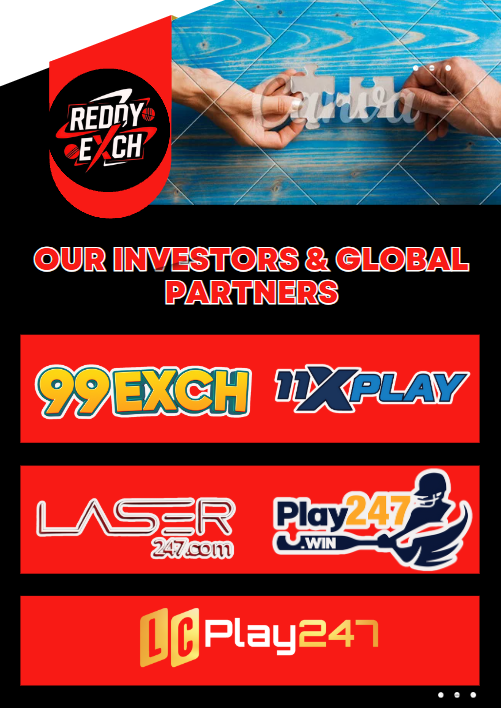 REDDY
EXCH
Canva
OUR INVESTORS & GLOBAL
PARTNERS
99EXCH
11XPLAY
LASER
247.com
Play247
.WIN
LC Play247